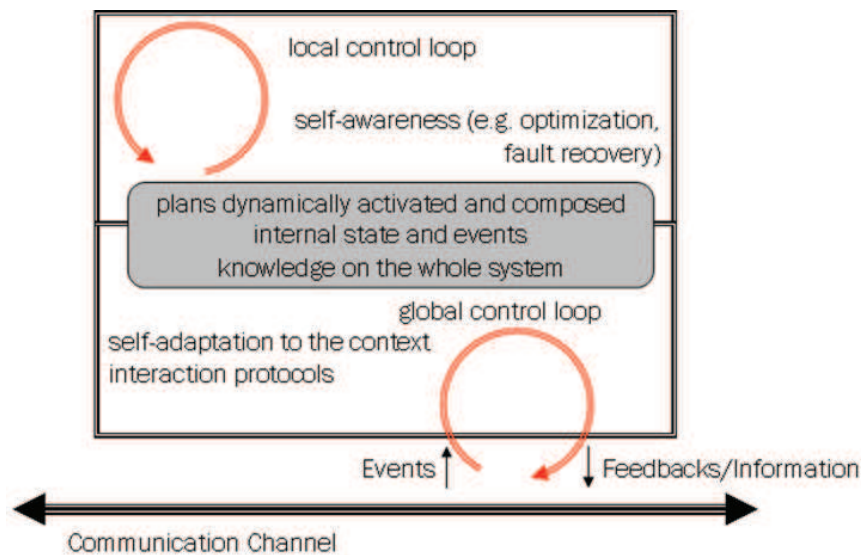 local control loop
self-awareness (e.g. optimization,
fault recovery)
plans dynamically activated and composed
internal state and events
knowledge on the whole system
global control loop
self-adaptation to the context
interaction protocols
Events
Feedbacks/Information
Communication Channel